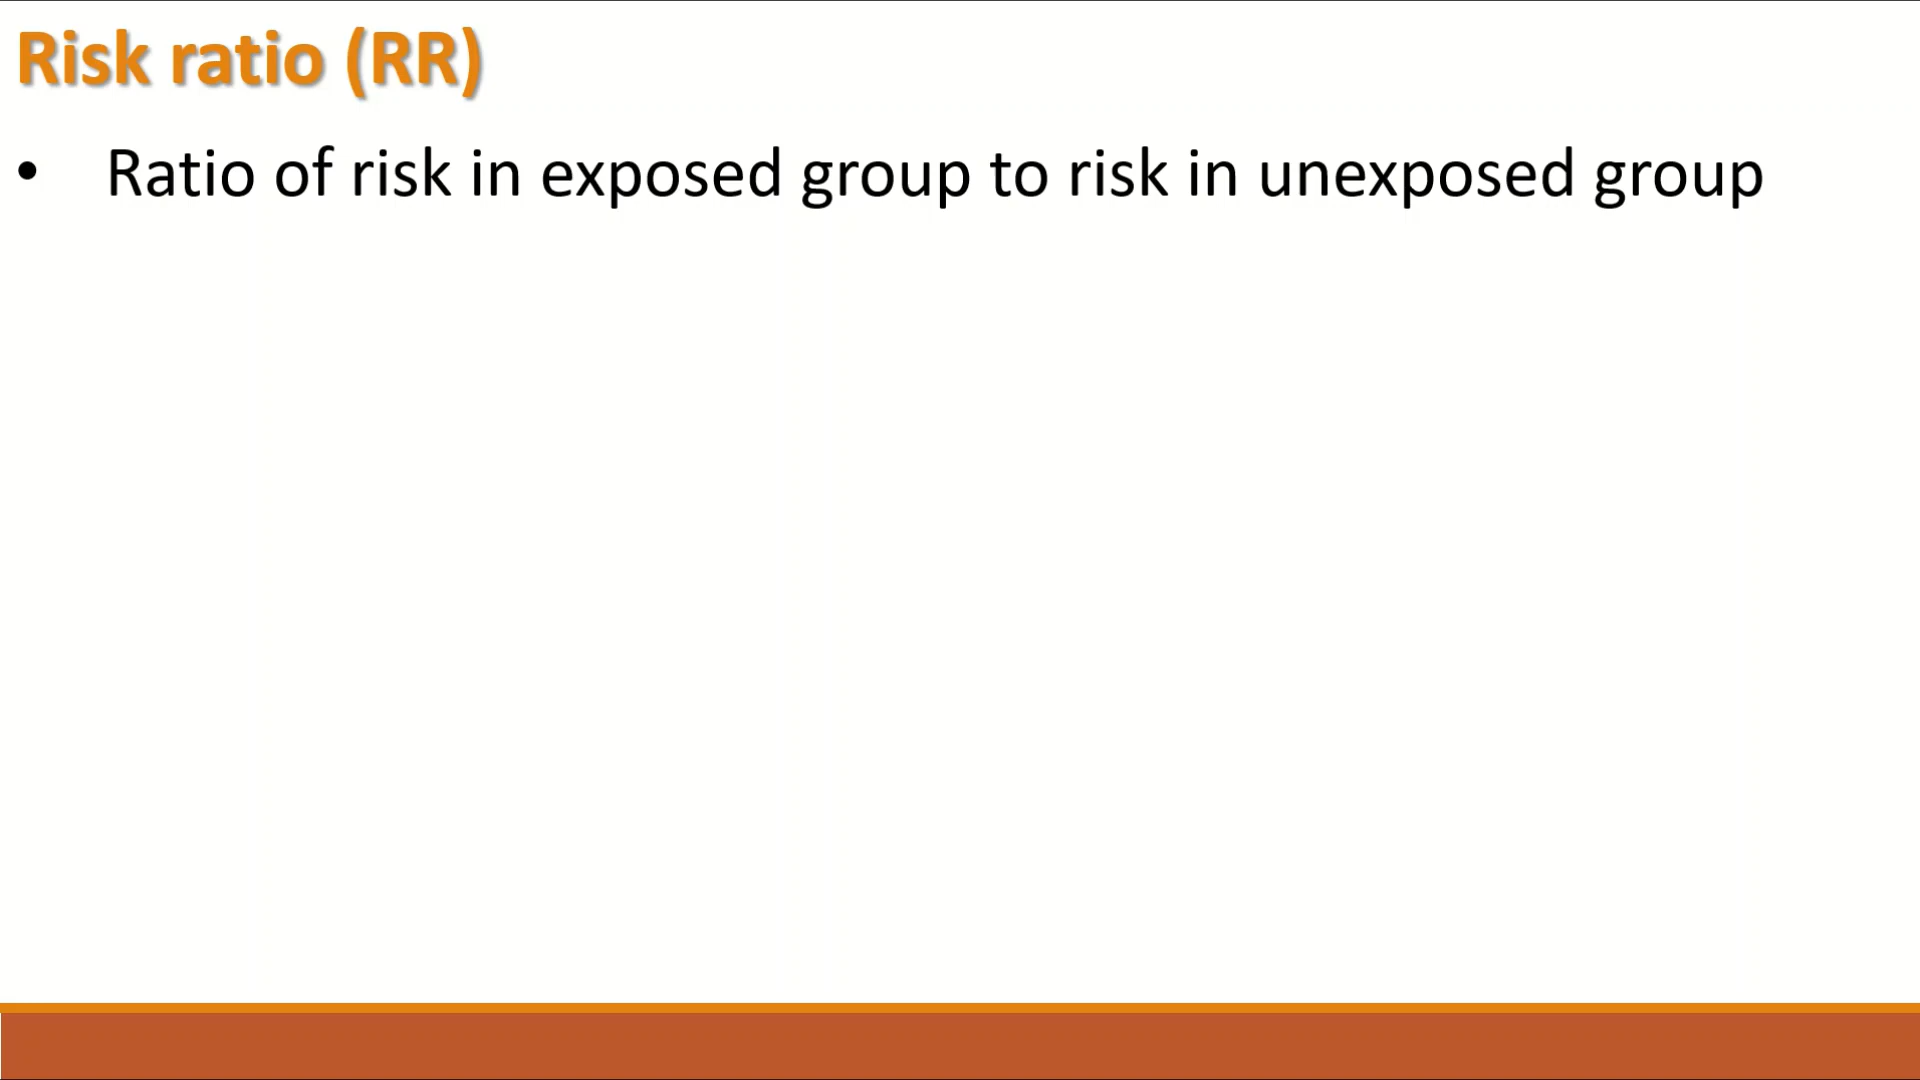 Risk ratio (RR)
• Ratio of risk in exposed group to risk in unexposed group